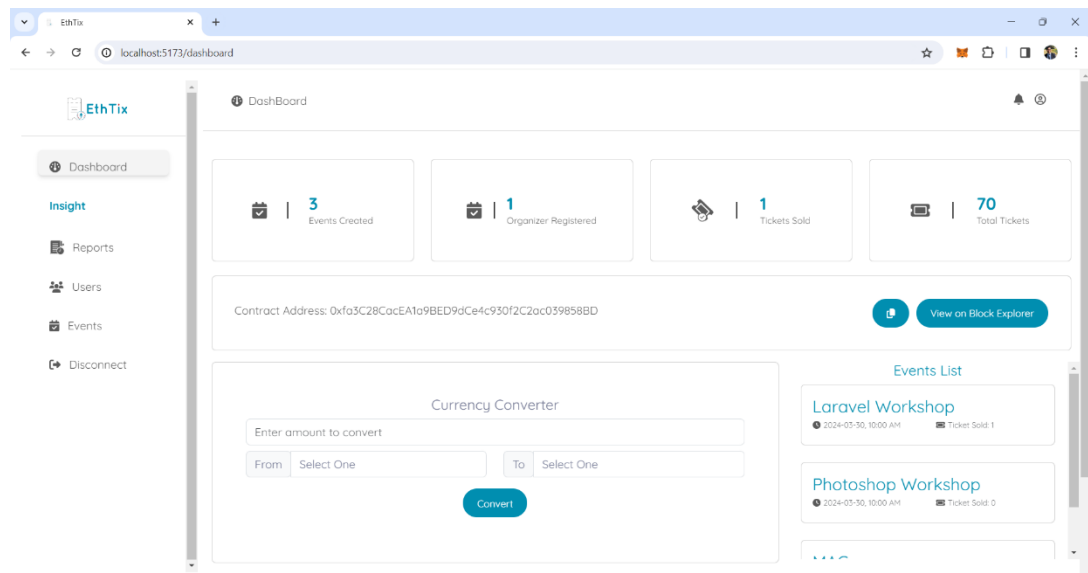 EthTix
localhost:5173/dashboard
EthTix
DashBoard
Dashboard
Insight
Reports
Users
Events
Disconnect
3
Events Created
1
Organizer Registered
1
Tickets Sold
70
Total Tickets
Contract Address: 0xfa3C28CacEA1a9BED9dCe4c930f2C2ac039858BD
View on Block Explorer
Currency Converter
Enter amount to convert
From Select One To Select One
Convert
Events List
Laravel Workshop
2024-03-30, 10:00 AM Ticket Sold: 1
Photoshop Workshop
2024-03-30, 10:00 AM Ticket Sold: 0